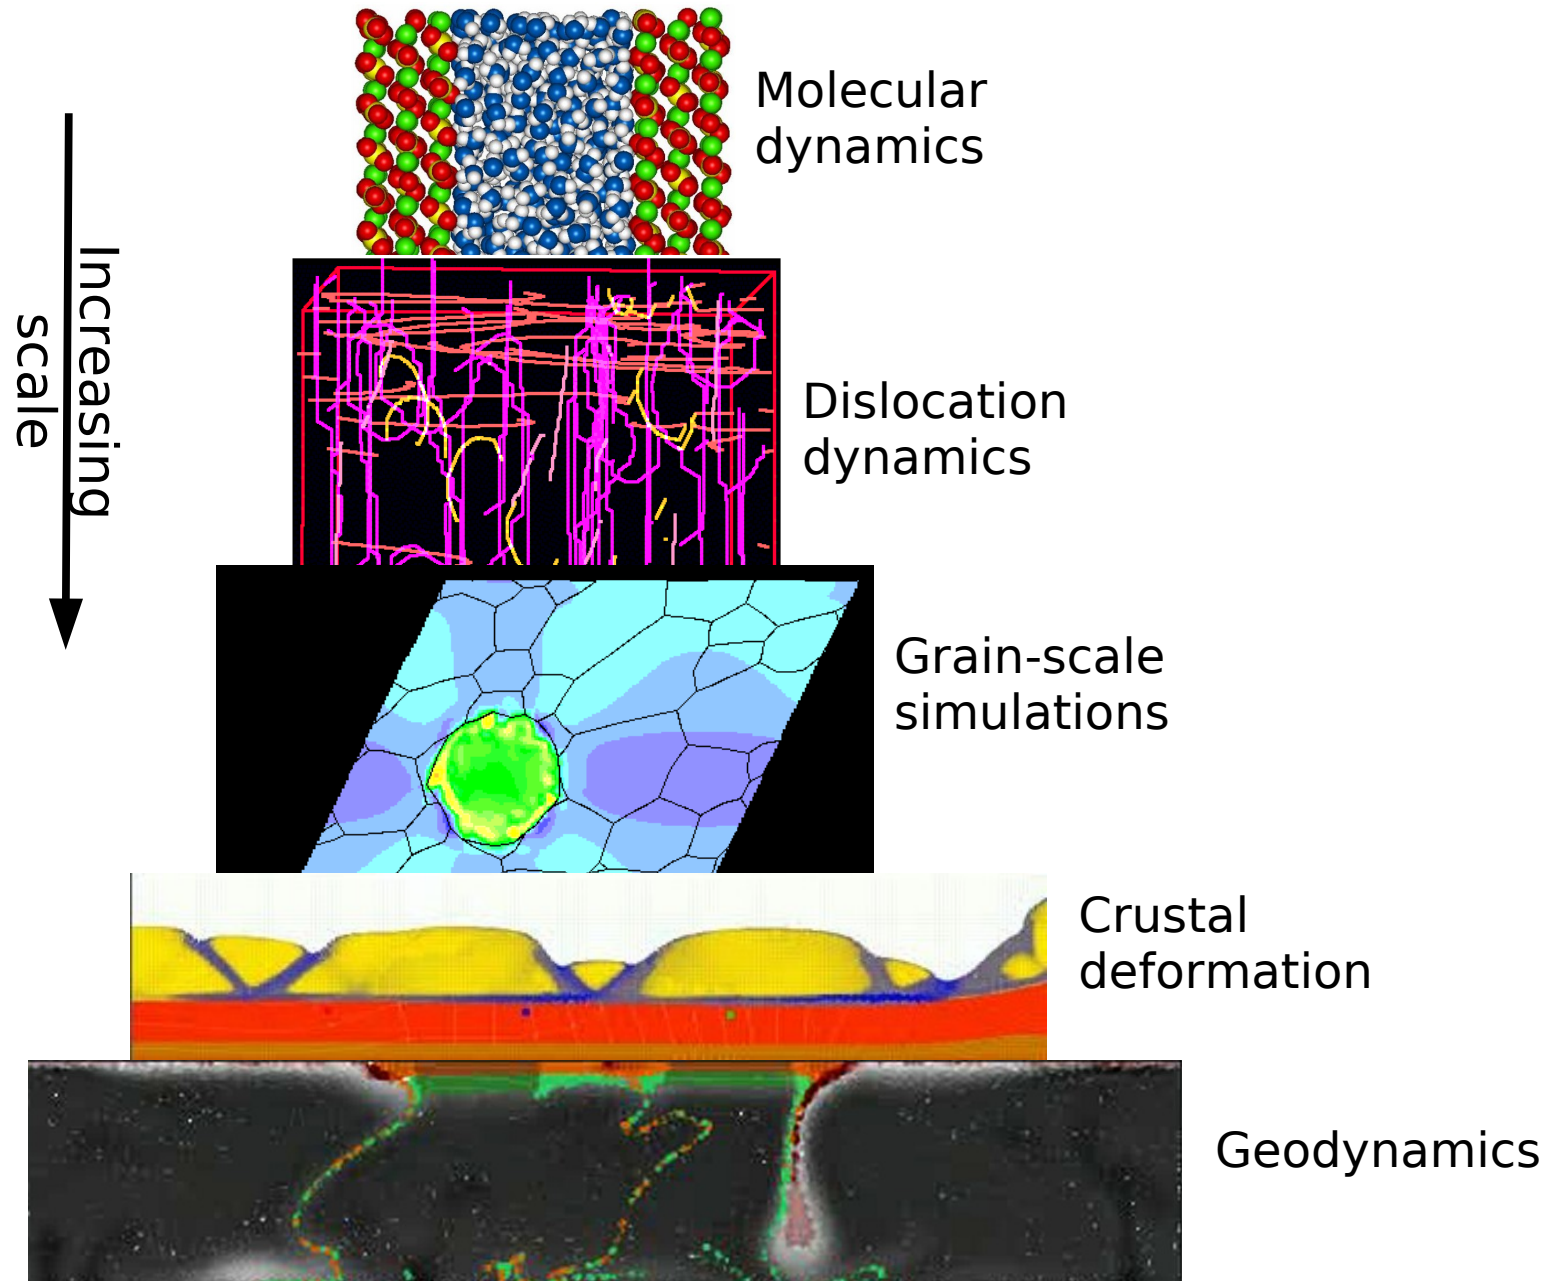 Molecular
dynamics
Increasing
scale
Dislocation
dynamics
Grain-scale
simulations
Crustal
deformation
Geodynamics